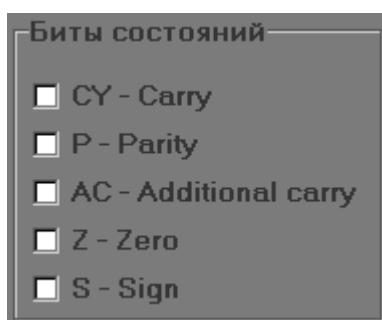 Биты состояний
CY - Carry
P - Parity
AC - Additional carry
Z - Zero
S - Sign